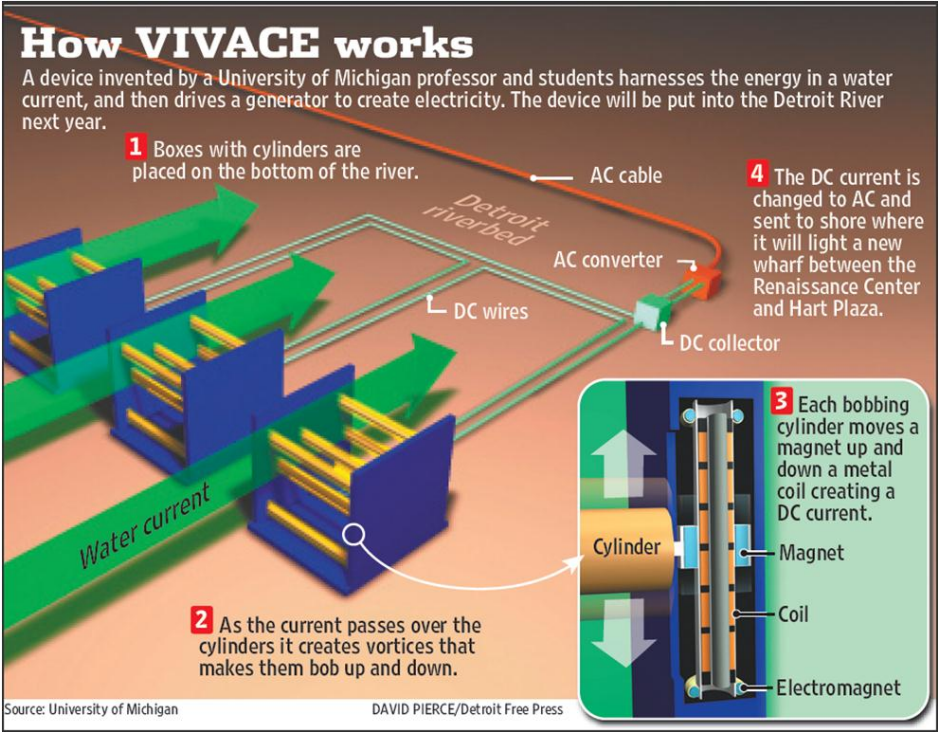 How VIVACE works
A device invented by a University of Michigan professor and students harnesses the energy in a water
current, and then drives a generator to create electricity. The device will be put into the Detroit River
next year.
1 Boxes with cylinders are
placed on the bottom of the river.
AC cable
4 The DC current is
changed to AC and
sent to shore where
it will light a new
wharf between the
Renaissance Center
and Hart Plaza.
Detroit
riverbed
AC converter
DC wires
DC collector
3 Each bobbing
cylinder moves a
magnet up and
down a metal
coil creating a
DC current.
Water current
Cylinder
Magnet
Coil
Electromagnet
2 As the current passes over the
cylinders it creates vortices that
makes them bob up and down.
Source: University of Michigan
DAVID PIERCE/Detroit Free Press